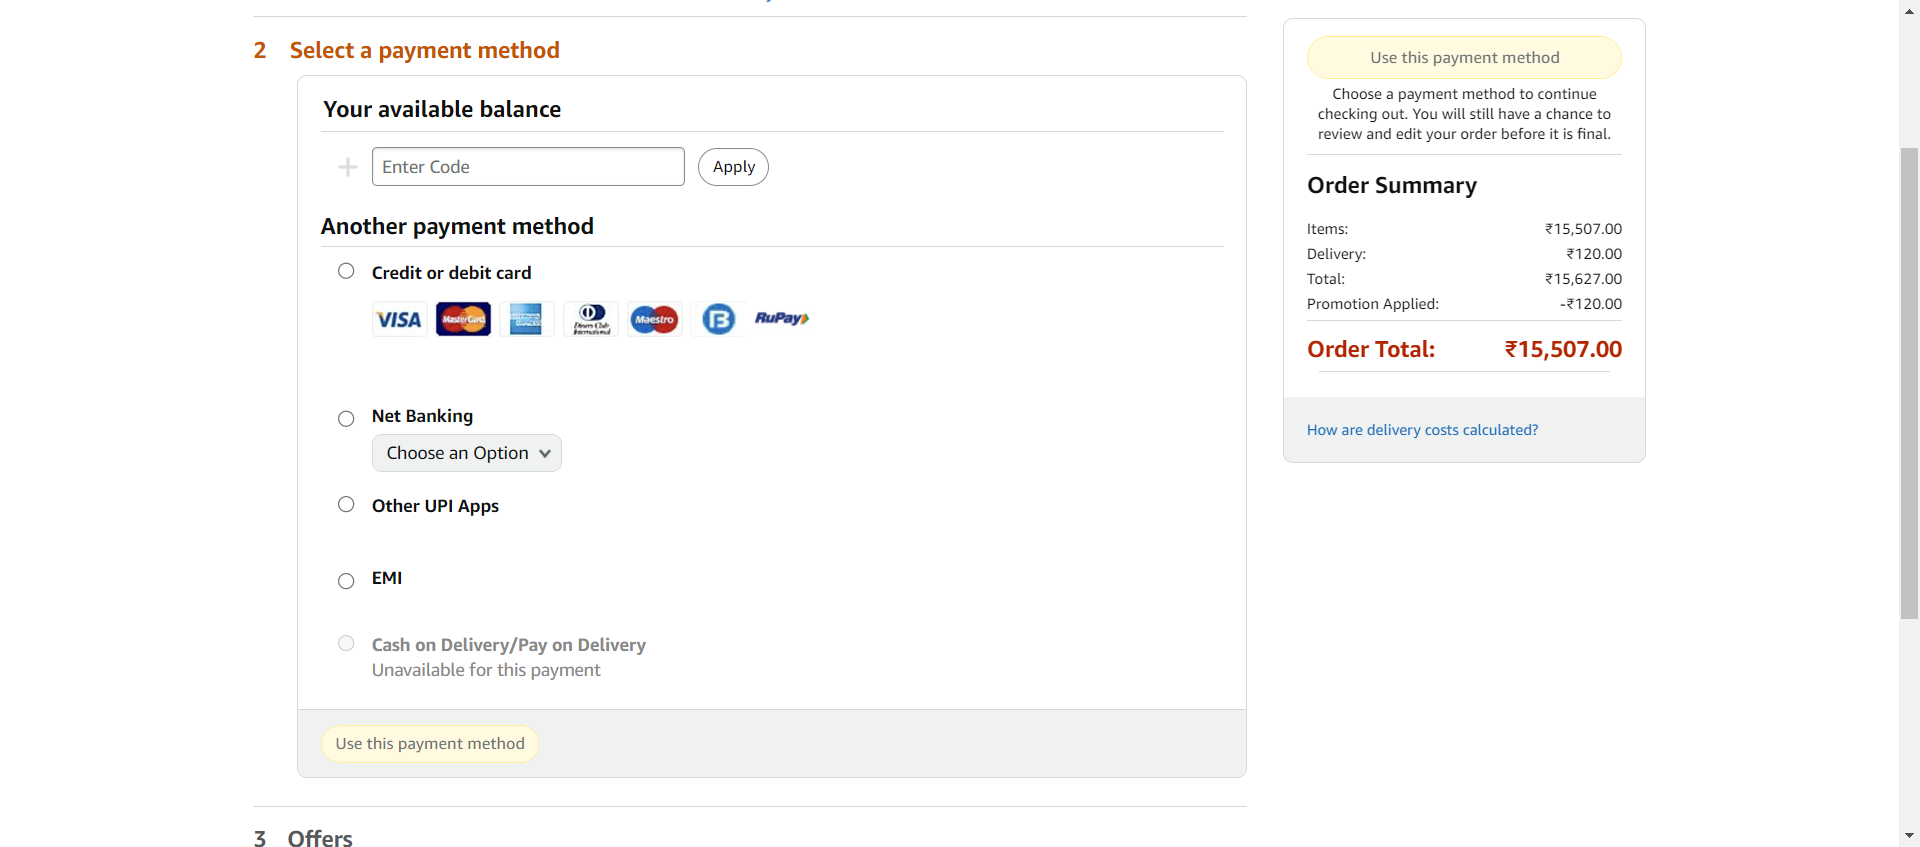 2 Select a payment method
Your available balance
Enter Code
Apply
Another payment method
Credit or debit card
VISA
MasterCard
AMERICAN EXPRESS
Diners Club International
Maestro
B
RuPay
Net Banking
Choose an Option
Other UPI Apps
EMI
Cash on Delivery/Pay on Delivery
Unavailable for this payment
Use this payment method
3 Offers
Use this payment method
Choose a payment method to continue
checking out. You will still have a chance to
review and edit your order before it is final.
Order Summary
Items: ₹15,507.00
Delivery: ₹120.00
Total: ₹15,627.00
Promotion Applied: -₹120.00
Order Total: ₹15,507.00
How are delivery costs calculated?